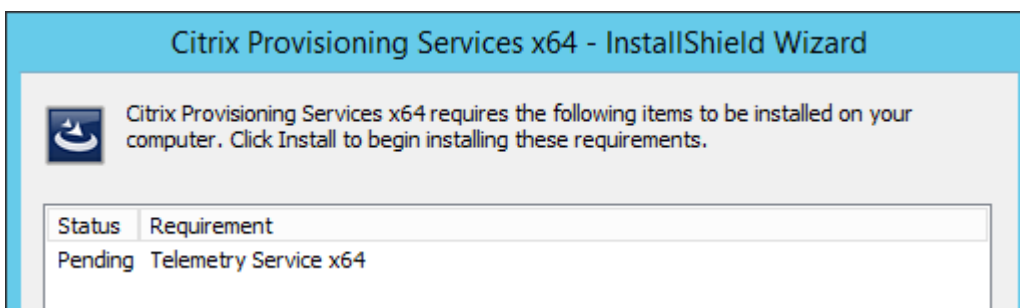 Citrix Provisioning Services x64 - InstallShield Wizard
Citrix Provisioning Services x64 requires the following items to be installed on your
computer. Click Install to begin installing these requirements.
Status Requirement
Pending Telemetry Service x64